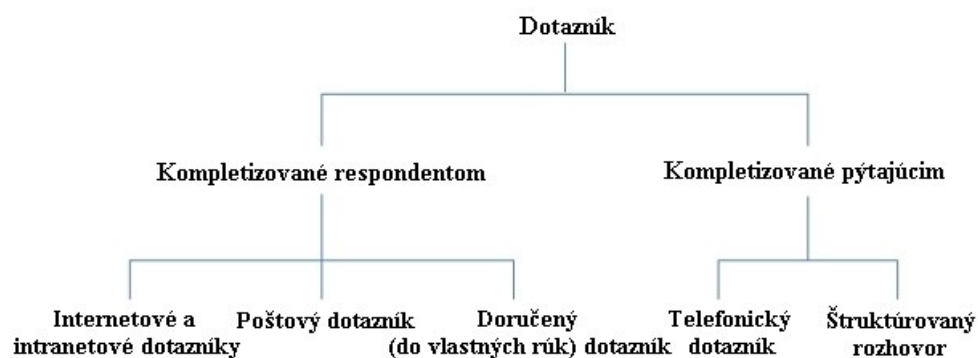 Dotazník
Kompletizované respondentom
Kompletizované pýtajúcim
Internetové a
intranetové dotazníky
Poštový dotazník
Doručený
(do vlastných rúk) dotazník
Telefonický
dotazník
Štruktúrovaný
rozhovor